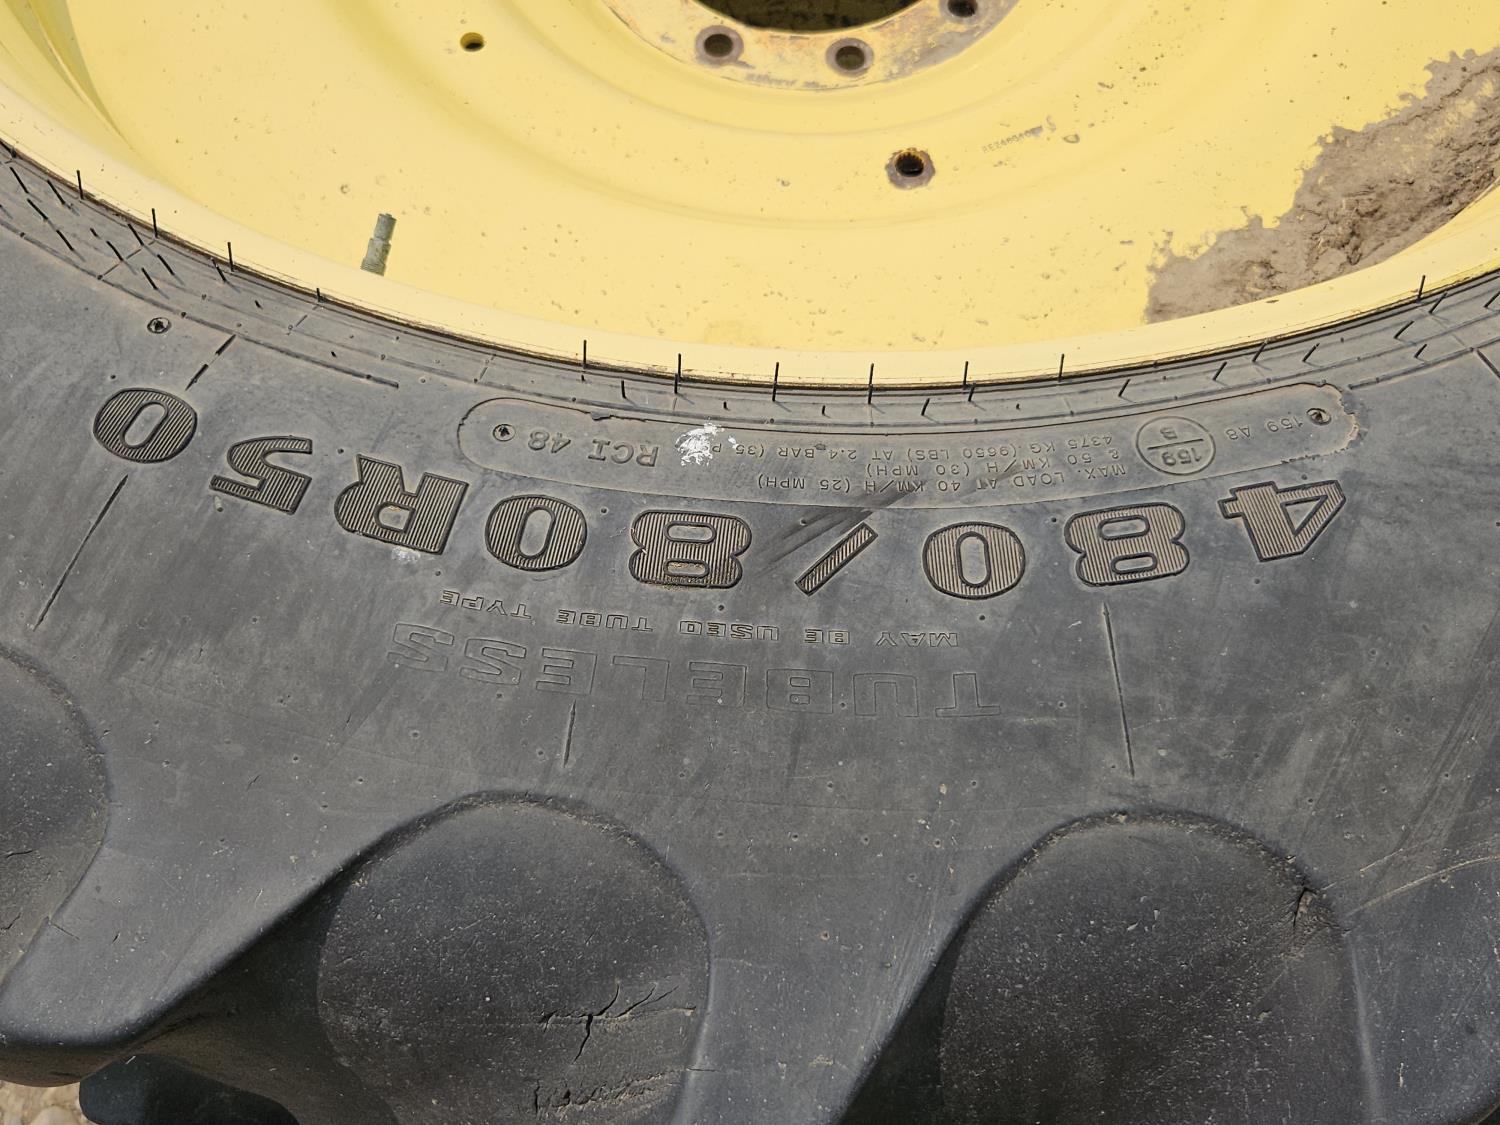 159 A8
159
B
MAX. LOAD AT 40 KM/H (25 MPH)
& 50 KM/H (30 MPH)
4375 KG.(9650 LBS) AT 2.4 BAR (35
RCI 48
480/80R50
MAY BE USED TUBE TYPE
TUBELESS